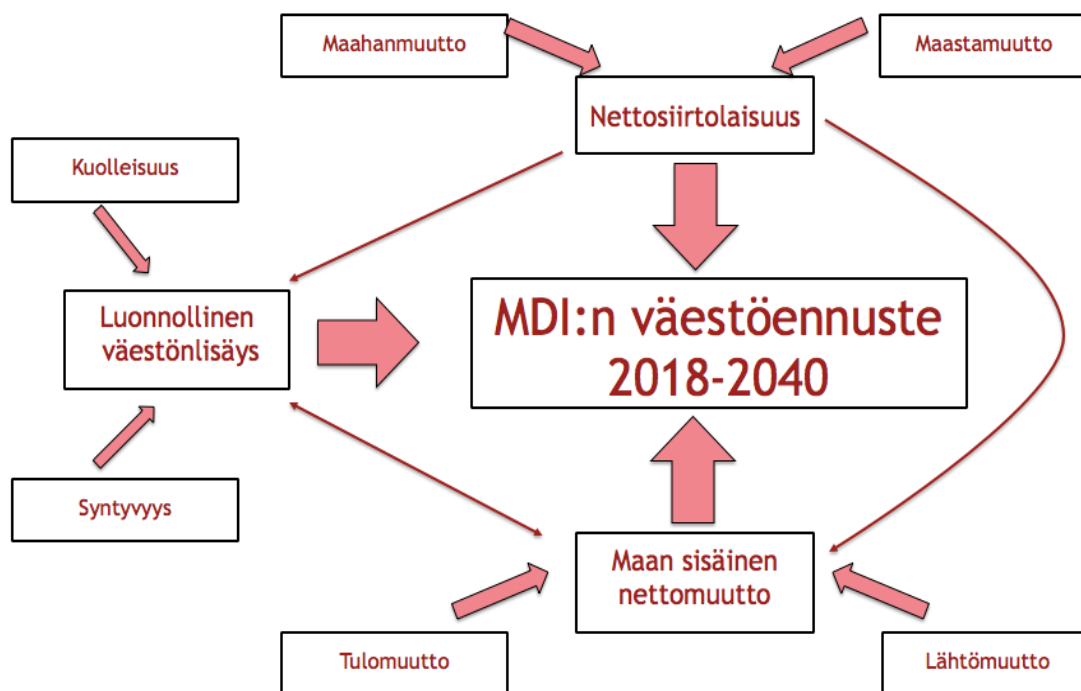 Maahanmuutto
Maastamuutto
Nettosiirtolaisuus
Kuolleisuus
Luonnollinen
väestönlisäys
MDI:n väestöennuste
2018-2040
Syntyvyys
Maan sisäinen
nettomuutto
Tulomuutto
Lähtömuutto